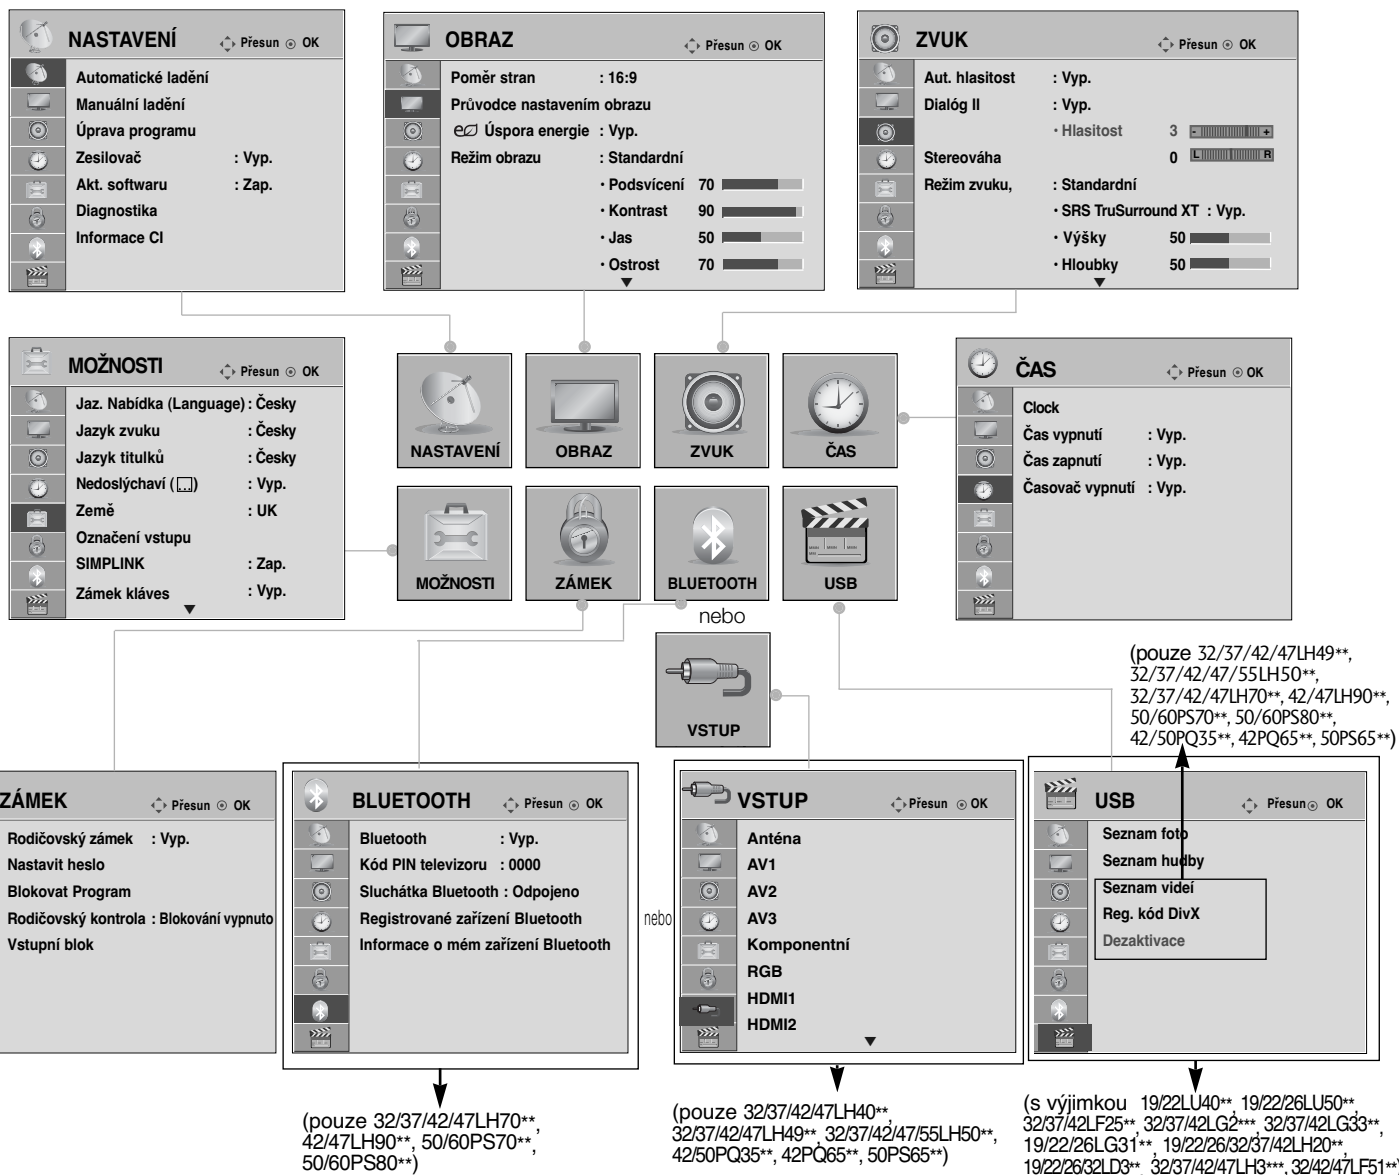 NASTAVENÍ Přesun OK
Automatické ladění
Manuální ladění
Úprava programu
Zesilovač : Vyp.
Akt. softwaru : Zap.
Diagnostika
Informace CI
OBRAZ Přesun OK
Poměr stran : 16:9
Průvodce nastavením obrazu
Úspora energie : Vyp.
Režim obrazu : Standardní
• Podsvícení 70
• Kontrast 90
• Jas 50
• Ostrost 70
ZVUK Přesun OK
Aut. hlasitost : Vyp.
Dialóg II : Vyp.
• Hlasitost 3 - +
Stereováha 0 L R
Režim zvuku, : Standardní
• SRS TruSurround XT : Vyp.
• Výšky 50
• Hloubky 50
MOŽNOSTI Přesun OK
Jaz. Nabídka (Language) : Česky
Jazyk zvuku : Česky
Jazyk titulků : Česky
Nedoslýchaví ( ) : Vyp.
Země : UK
Označení vstupu
SIMPLINK : Zap.
Zámek kláves : Vyp.
NASTAVENÍ
OBRAZ
ZVUK
ČAS
MOŽNOSTI
ZÁMEK
BLUETOOTH
USB
nebo
VSTUP
ČAS Přesun OK
Clock
Čas vypnutí : Vyp.
Čas zapnutí : Vyp.
Časovač vypnutí : Vyp.
(pouze 32/37/42/47LH49**,
32/37/42/47/55LH50**,
32/37/42/47LH70**, 42/47LH90**,
50/60PS70**, 50/60PS80**,
42/50PQ35**, 42PQ65**, 50PS65**)
ZÁMEK Přesun OK
Rodičovský zámek : Vyp.
Nastavit heslo
Blokovat Program
Rodičovský kontrola : Blokování vypnuto
Vstupní blok
BLUETOOTH Přesun OK
Bluetooth : Vyp.
Kód PIN televizoru : 0000
Sluchátka Bluetooth : Odpojeno
Registrované zařízení Bluetooth
Informace o mém zařízení Bluetooth
nebo
VSTUP Přesun OK
Anténa
AV1
AV2
AV3
Komponentní
RGB
HDMI1
HDMI2
USB Přesun OK
Seznam foto
Seznam hudby
Seznam videí
Reg. kód DivX
Dezaktivace
(pouze 32/37/42/47LH70**,
42/47LH90**, 50/60PS70**,
50/60PS80**)
(pouze 32/37/42/47LH40**,
32/37/42/47LH49**, 32/37/42/47/55LH50**,
42/50PQ35**, 42PQ65**, 50PS65**)
(s výjimkou 19/22LU40**, 19/22/26LU50**,
32/37/42LF25**, 32/37/42LG2***, 32/37/42LG33**,
19/22/26LG31**, 19/22/26/32/37/42LH20**,
19/22/26/32LD3**, 32/37/42/47LH3***, 32/42/47LF51**)